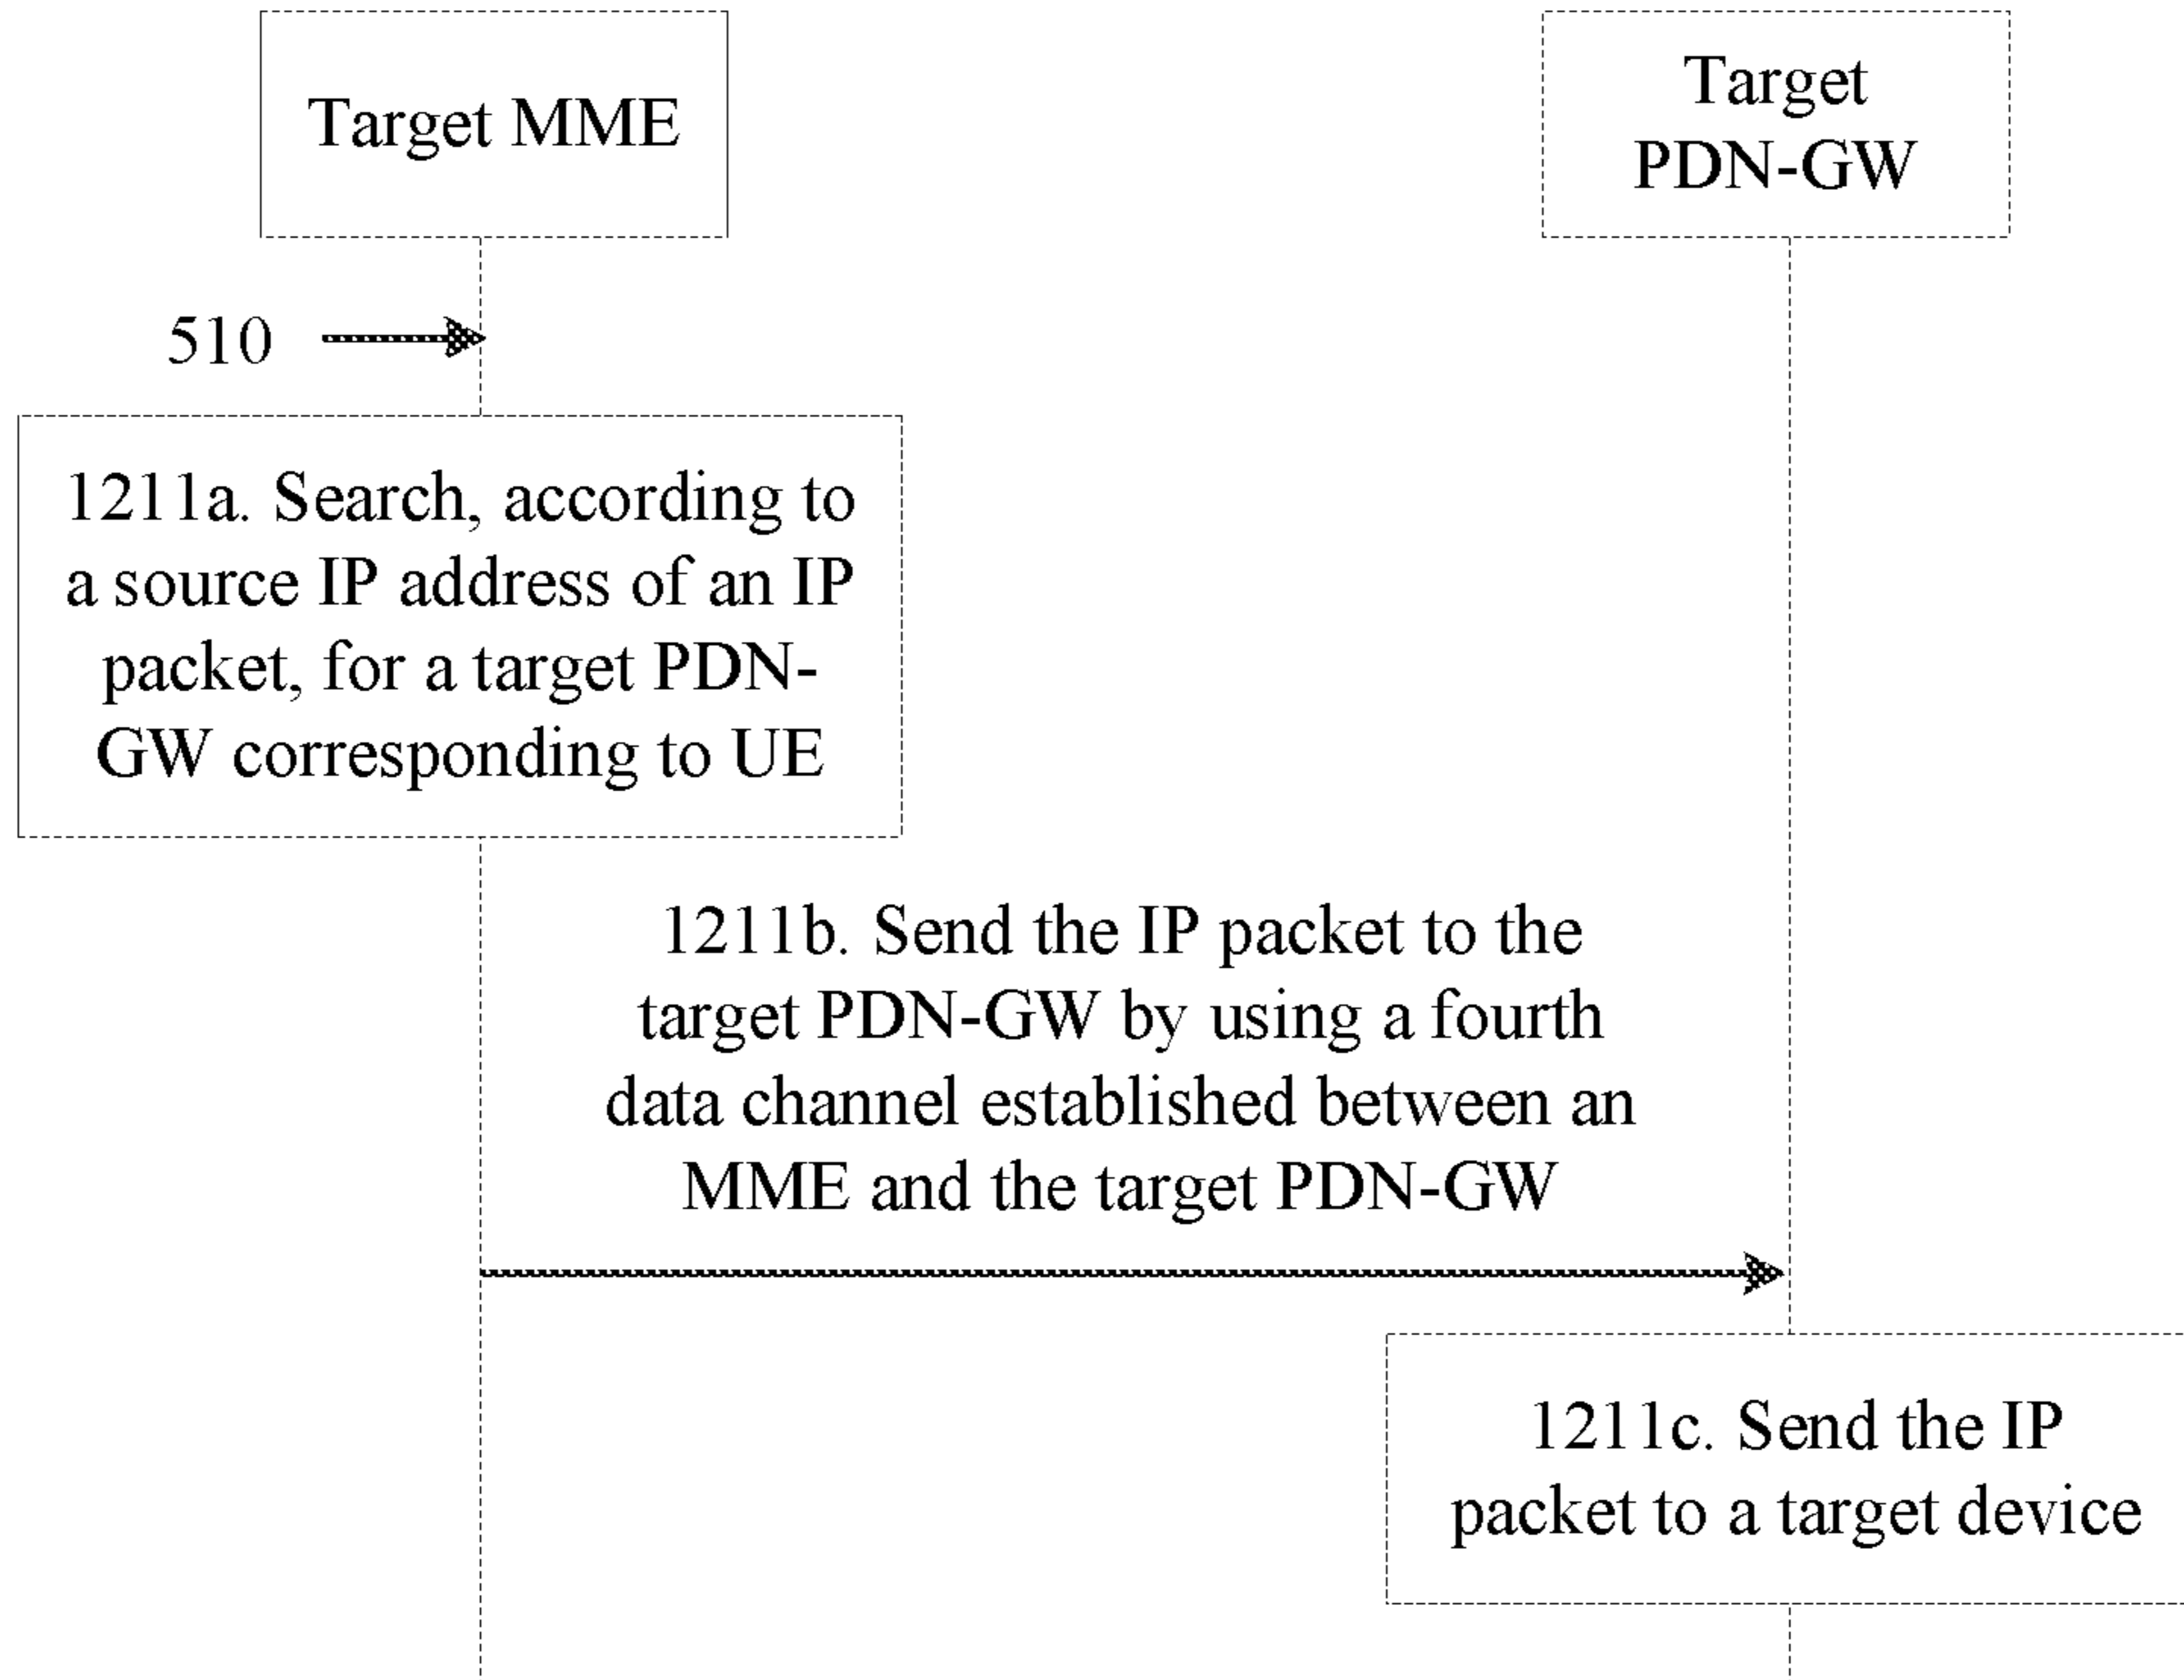 Target MME
Target
PDN-GW
510
1211a. Search, according to
a source IP address of an IP
packet, for a target PDN-
GW corresponding to UE
1211b. Send the IP packet to the
target PDN-GW by using a fourth
data channel established between an
MME and the target PDN-GW
1211c. Send the IP
packet to a target device